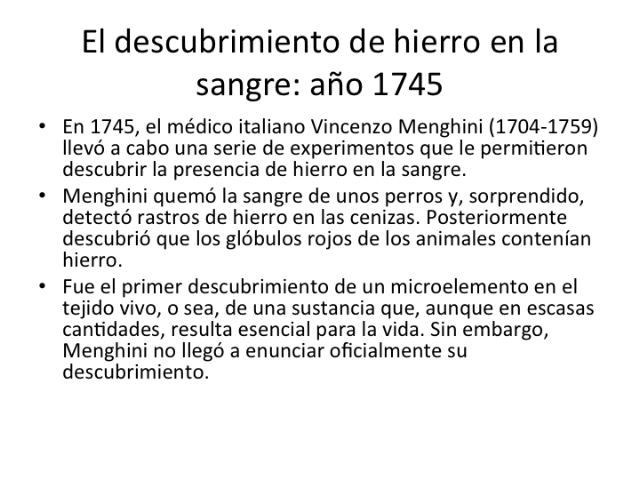 El descubrimiento de hierro en la
sangre: año 1745
• En 1745, el médico italiano Vincenzo Menghini (1704-1759)
llevó a cabo una serie de experimentos que le permitieron
descubrir la presencia de hierro en la sangre.
• Menghini quemó la sangre de unos perros y, sorprendido,
detectó rastros de hierro en las cenizas. Posteriormente
descubrió que los glóbulos rojos de los animales contenían
hierro.
• Fue el primer descubrimiento de un microelemento en el
tejido vivo, o sea, de una sustancia que, aunque en escasas
cantidades, resulta esencial para la vida. Sin embargo,
Menghini no llegó a enunciar oficialmente su
descubrimiento.